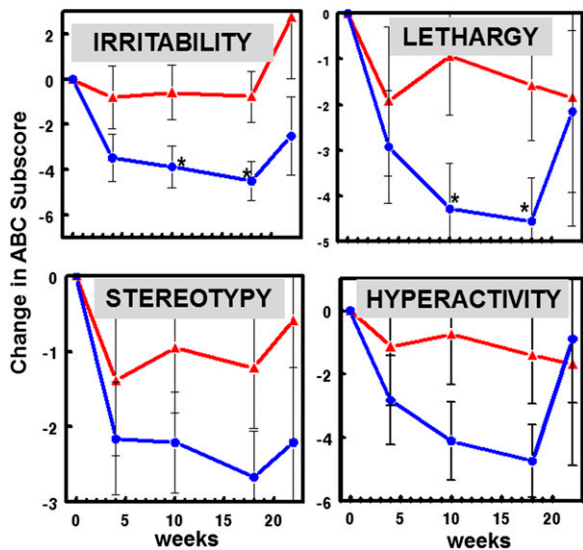 Change in ABC Subscore
IRRITABILITY
2
0
-2
-4
-6
LETHARGY
0
-1
-2
-3
-4
-5
* *
* *
STEREOTYPY
0
-1
-2
-3
0 5 10 15 20
weeks
HYPERACTIVITY
0
-2
-4
-6
0 5 10 15 20
weeks